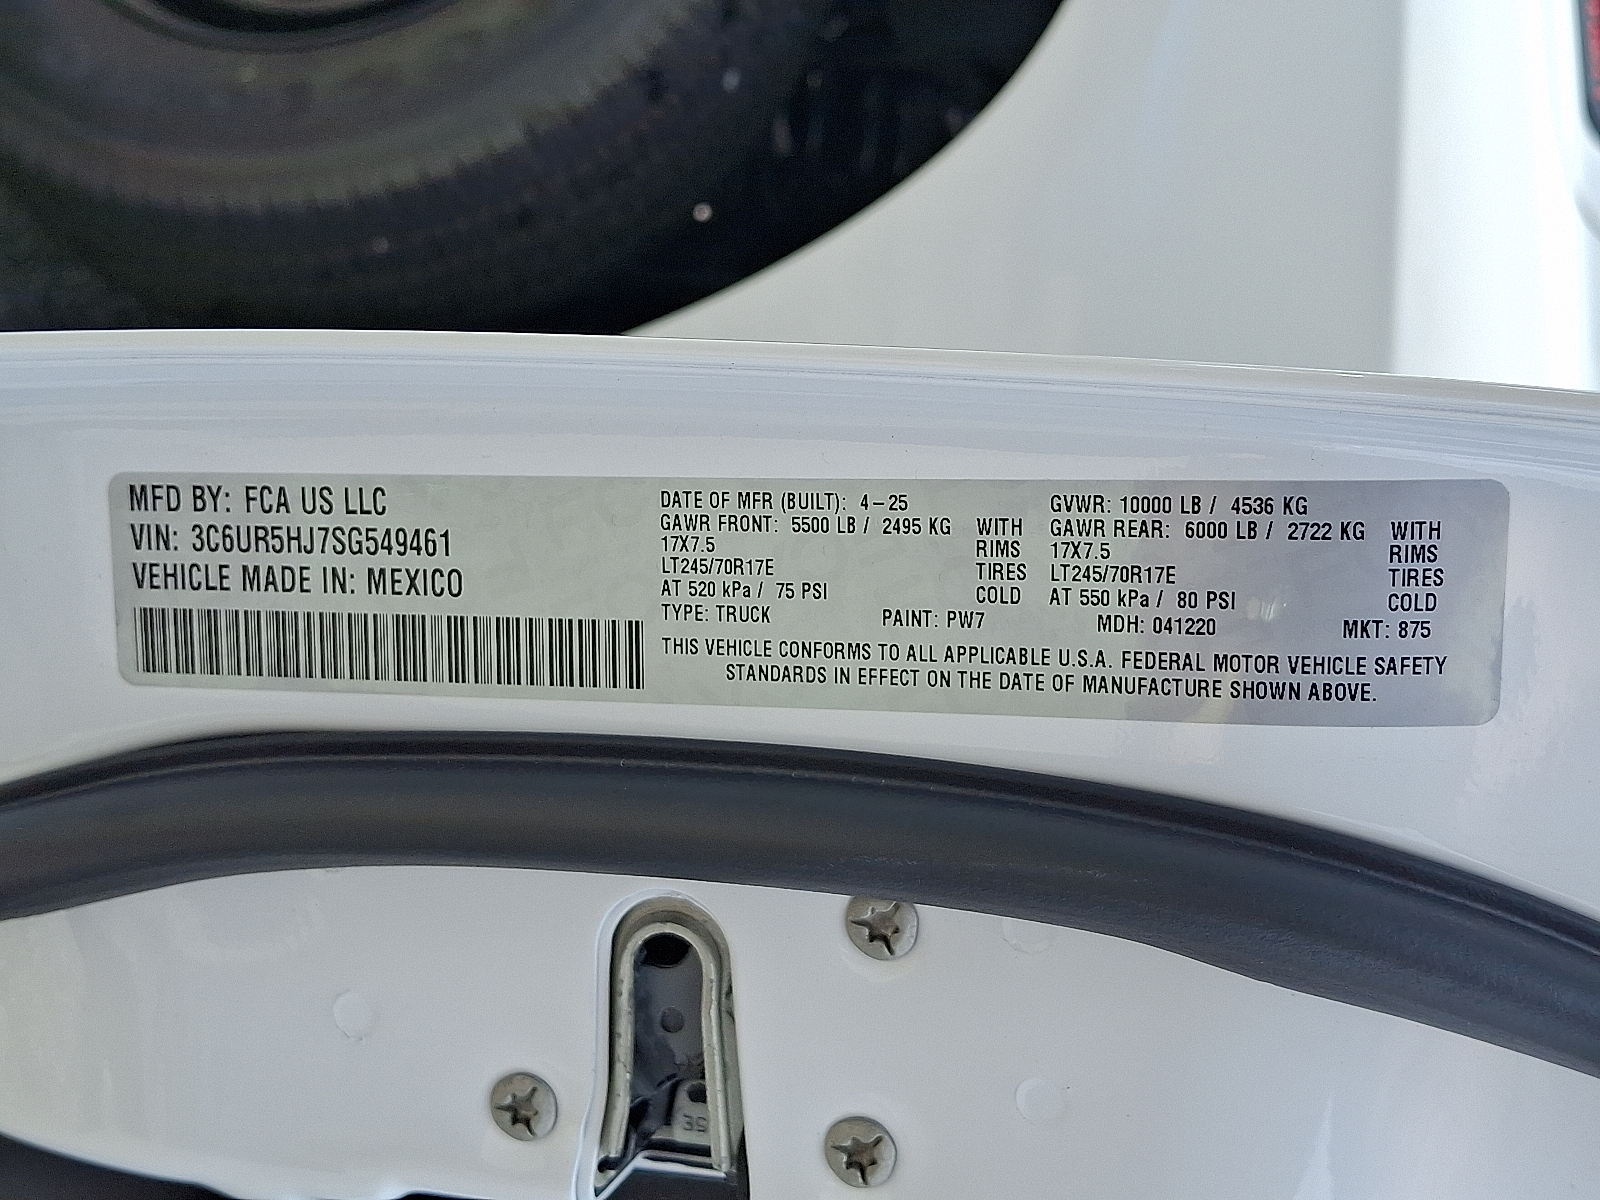 MFD BY: FCA US LLC
VIN: 3C6UR5HJ7SG549461
VEHICLE MADE IN: MEXICO
DATE OF MFR (BUILT): 4-25 GVWR: 10000 LB / 4536 KG
GAWR FRONT: 5500 LB / 2495 KG WITH GAWR REAR: 6000 LB / 2722 KG WITH
17X7.5 RIMS 17X7.5 RIMS
LT245/70R17E TIRES LT245/70R17E TIRES
AT 520 kPa / 75 PSI COLD AT 550 kPa / 80 PSI COLD
TYPE: TRUCK PAINT: PW7 MDH: 041220 MKT: 875
THIS VEHICLE CONFORMS TO ALL APPLICABLE U.S.A. FEDERAL MOTOR VEHICLE SAFETY
STANDARDS IN EFFECT ON THE DATE OF MANUFACTURE SHOWN ABOVE.